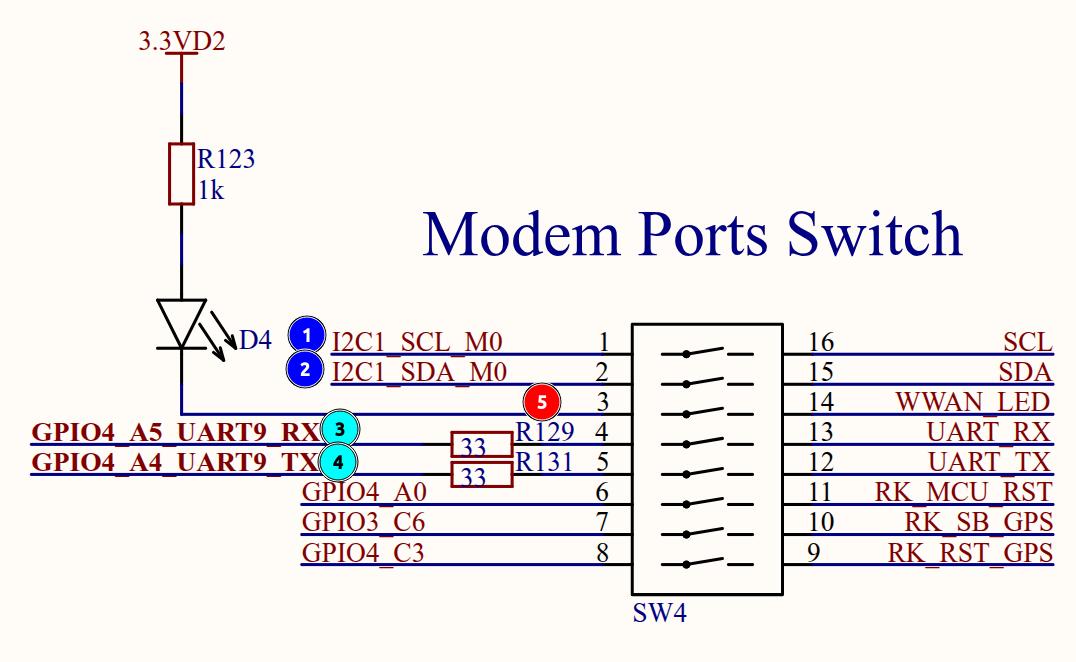 3.3VD2
R123
1k
Modem Ports Switch
D4
1 I2C1_SCL_M0 1 16 SCL
2 I2C1_SDA_M0 2 15 SDA
5 3 14 WWAN_LED
GPIO4_A5_UART9_RX 3 33 R129 4 13 UART_RX
GPIO4_A4_UART9_TX 4 33 R131 5 12 UART_TX
GPIO4_A0 6 11 RK_MCU_RST
GPIO3_C6 7 10 RK_SB_GPS
GPIO4_C3 8 9 RK_RST_GPS
SW4